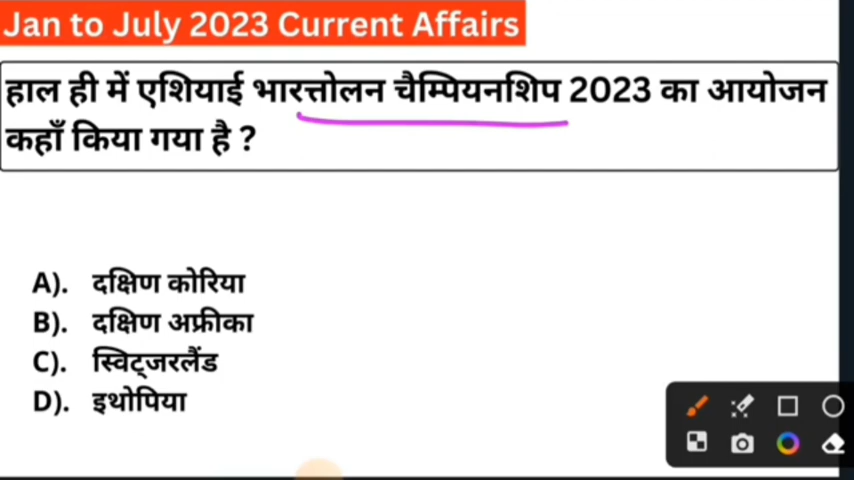 Jan to July 2023 Current Affairs
हाल ही में एशियाई भारत्तोलन चैम्पियनशिप 2023 का आयोजन
कहाँ किया गया है ?
A). दक्षिण कोरिया
B). दक्षिण अफ्रीका
C). स्विट्जरलैंड
D). इथोपिया